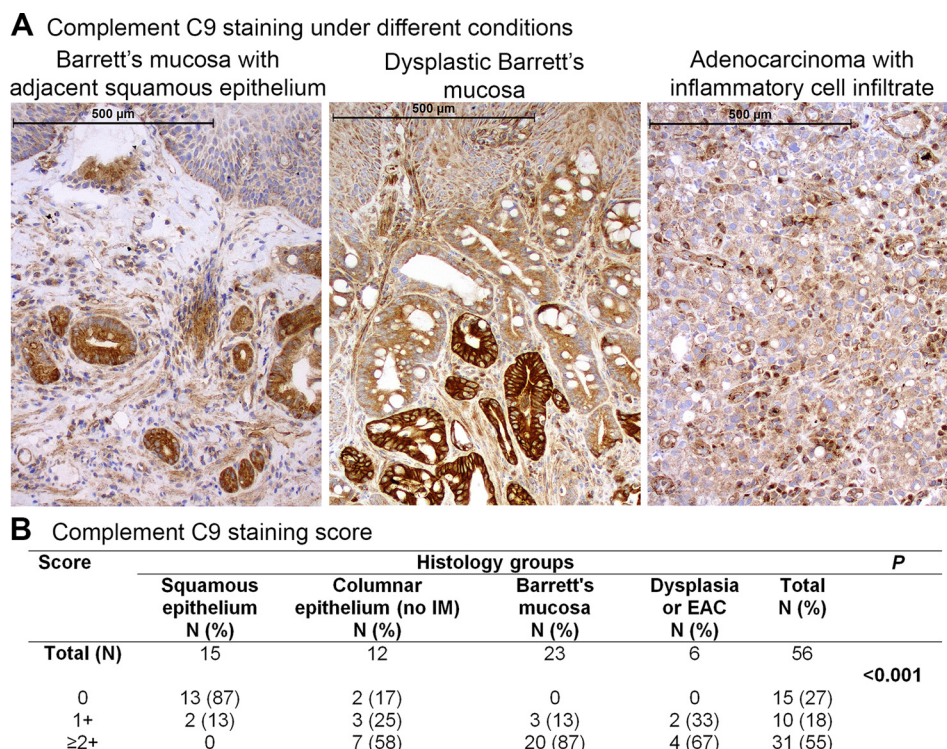 A Complement C9 staining under different conditions
Barrett's mucosa with
adjacent squamous epithelium
Dysplastic Barrett's
mucosa
Adenocarcinoma with
inflammatory cell infiltrate
500 µm
500 µm
500 µm
B Complement C9 staining score
Score Histology groups P
Squamous epithelium N (%) Columnar epithelium (no IM) N (%) Barrett's mucosa N (%) Dysplasia or EAC N (%) Total N (%)
Total (N) 15 12 23 6 56
<0.001
0 13 (87) 2 (17) 0 0 15 (27)
1+ 2 (13) 3 (25) 3 (13) 2 (33) 10 (18)
≥2+ 0 7 (58) 20 (87) 4 (67) 31 (55)